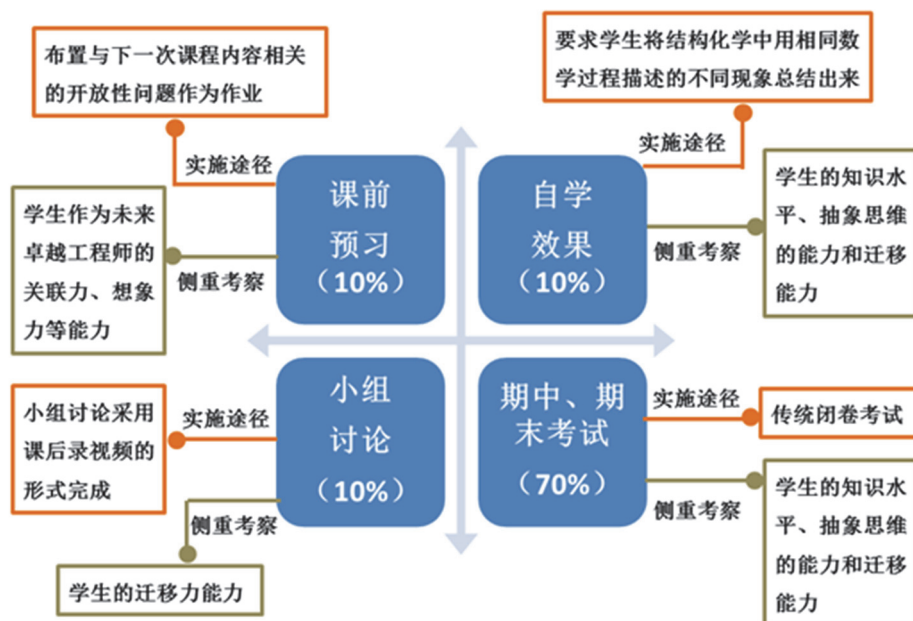 布置与下一次课程内容相关
的开放性问题作为作业
实施途径
课前
预习
（10%）
学生作为未来
卓越工程师的
关联力、想象
力等能力
侧重考察
要求学生将结构化学中用相同数
学过程描述的不同现象总结出来
实施途径
自学
效果
（10%）
学生的知识水
平、抽象思维
的能力和迁移
能力
侧重考察
小组讨论采用
课后录视频的
形式完成
实施途径
小组
讨论
（10%）
侧重考察
学生的迁移力能力
期中、期
末考试
（70%）
实施途径
传统闭卷考试
侧重考察
学生的知识水
平、抽象思维
的能力和迁移
能力